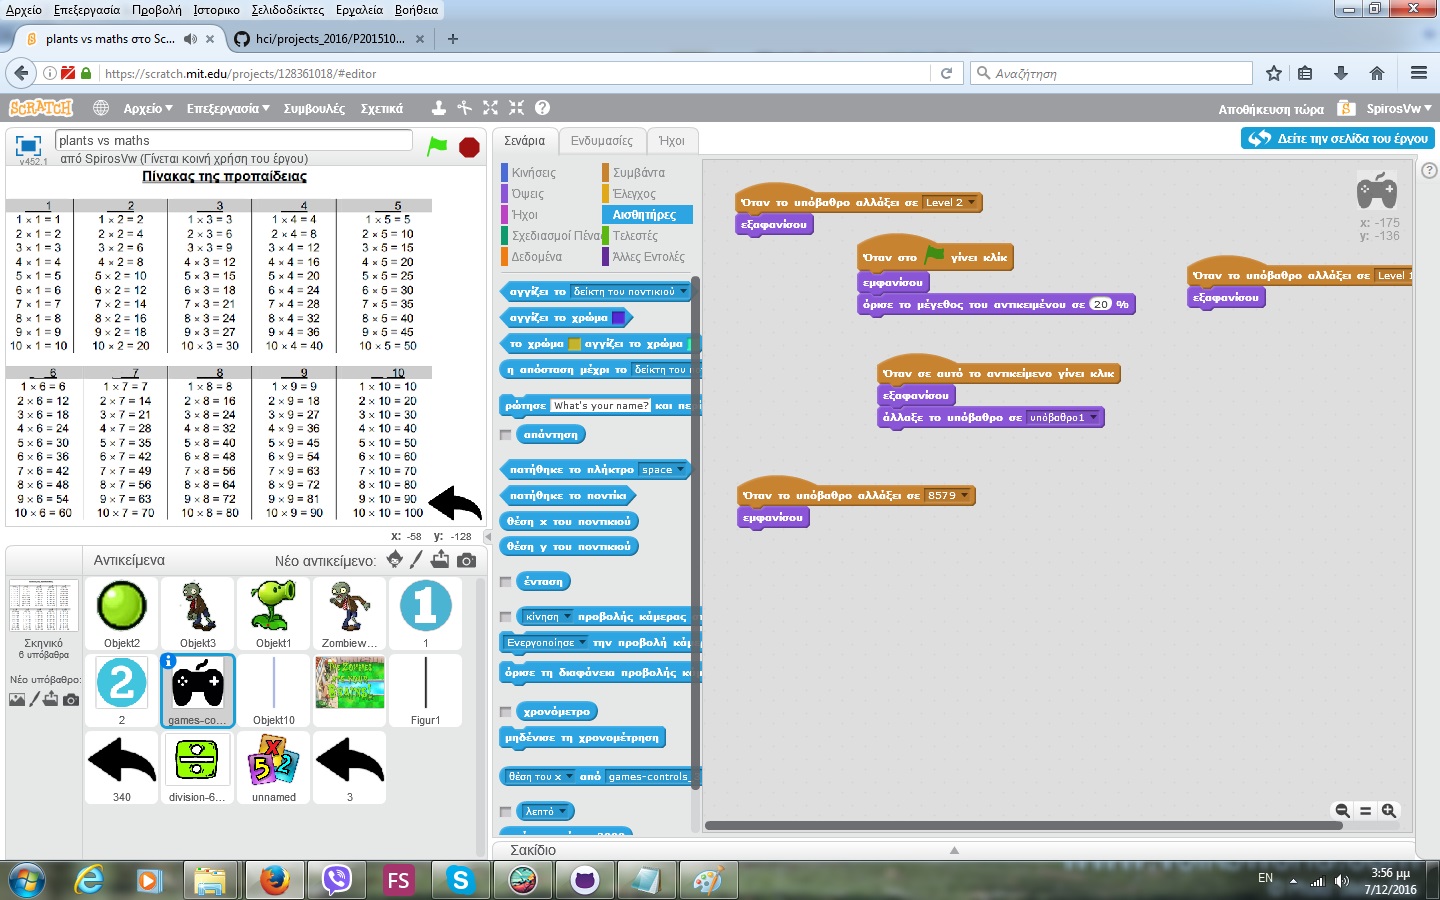 Αρχείο Επεξεργασία Προβολή Ιστορικο Σελιδοδείκτες Εργαλεία Βοήθεια
plants vs maths στο Sc...
hci/projects_2016/P201510...
https://scratch.mit.edu/projects/128361018/#editor
Αναζήτηση
SCRATCH Αρχείο Επεξεργασία Συμβουλές Σχετικά
Αποθήκευση τώρα SpirosVw
plants vs maths
από SpirosVw (Γίνεται κοινή χρήση του έργου)
v452.1
Σενάρια Ενδυμασίες Ήχοι
Δείτε την σελίδα του έργου
Πίνακας της προπαίδειας
1 2 3 4 5
1 × 1 = 1 1 × 2 = 2 1 × 3 = 3 1 × 4 = 4 1 × 5 = 5
2 × 1 = 2 2 × 2 = 4 2 × 3 = 6 2 × 4 = 8 2 × 5 = 10
3 × 1 = 3 3 × 2 = 6 3 × 3 = 9 3 × 4 = 12 3 × 5 = 15
4 × 1 = 4 4 × 2 = 8 4 × 3 = 12 4 × 4 = 16 4 × 5 = 20
5 × 1 = 5 5 × 2 = 10 5 × 3 = 15 5 × 4 = 20 5 × 5 = 25
6 × 1 = 6 6 × 2 = 12 6 × 3 = 18 6 × 4 = 24 6 × 5 = 30
7 × 1 = 7 7 × 2 = 14 7 × 3 = 21 7 × 4 = 28 7 × 5 = 35
8 × 1 = 8 8 × 2 = 16 8 × 3 = 24 8 × 4 = 32 8 × 5 = 40
9 × 1 = 9 9 × 2 = 18 9 × 3 = 27 9 × 4 = 36 9 × 5 = 45
10 × 1 = 10 10 × 2 = 20 10 × 3 = 30 10 × 4 = 40 10 × 5 = 50
6 7 8 9 10
1 × 6 = 6 1 × 7 = 7 1 × 8 = 8 1 × 9 = 9 1 × 10 = 10
2 × 6 = 12 2 × 7 = 14 2 × 8 = 16 2 × 9 = 18 2 × 10 = 20
3 × 6 = 18 3 × 7 = 21 3 × 8 = 24 3 × 9 = 27 3 × 10 = 30
4 × 6 = 24 4 × 7 = 28 4 × 8 = 32 4 × 9 = 36 4 × 10 = 40
5 × 6 = 30 5 × 7 = 35 5 × 8 = 40 5 × 9 = 45 5 × 10 = 50
6 × 6 = 36 6 × 7 = 42 6 × 8 = 48 6 × 9 = 54 6 × 10 = 60
7 × 6 = 42 7 × 7 = 49 7 × 8 = 56 7 × 9 = 63 7 × 10 = 70
8 × 6 = 48 8 × 7 = 56 8 × 8 = 64 8 × 9 = 72 8 × 10 = 80
9 × 6 = 54 9 × 7 = 63 9 × 8 = 72 9 × 9 = 81 9 × 10 = 90
10 × 6 = 60 10 × 7 = 70 10 × 8 = 80 10 × 9 = 90 10 × 10 = 100
x: -58 y: -128
Αντικείμενα Νέο αντικείμενο:
Σκηνικό
6 υπόβαθρα
Νέο υπόβαθρο:
Objekt2 Objekt3 Objekt1 Zombiew... 1
2 games-co... Objekt10 Figur1
340 division-6... unnamed 3
Κινήσεις Συμβάντα
Όψεις Έλεγχος
Ήχοι Αισθητήρες
Σχεδιασμοί Πένας Τελεστές
Δεδομένα Άλλες Εντολές
αγγίζει το δείκτη του ποντικιού
αγγίζει το χρώμα
το χρώμα αγγίζει το χρώμα
η απόσταση μέχρι το δείκτη του
ρώτησε What's your name? και
απάντηση
πατήθηκε το πλήκτρο space
πατήθηκε το ποντίκι
θέση x του ποντικιού
θέση y του ποντικιού
ένταση
κίνηση προβολής κάμερας
Ενεργοποίησε την προβολή
όρισε τη διαφάνεια προβολής
χρονόμετρο
μηδένισε τη χρονομέτρηση
θέση του x από games-controls_
λεπτό
Όταν το υπόβαθρο αλλάξει σε Level 2
εξαφανίσου
Όταν στο γίνει κλικ
εμφανίσου
όρισε το μέγεθος του αντικειμένου σε 20 %
Όταν το υπόβαθρο αλλάξει σε Level 1
εξαφανίσου
Όταν σε αυτό το αντικείμενο γίνει κλικ
εξαφανίσου
άλλαξε το υπόβαθρο σε υπόβαθρο1
Όταν το υπόβαθρο αλλάξει σε 8579
εμφανίσου
x: -175
y: -136
Σακίδιο
FS
EN
3:56 μμ
7/12/2016